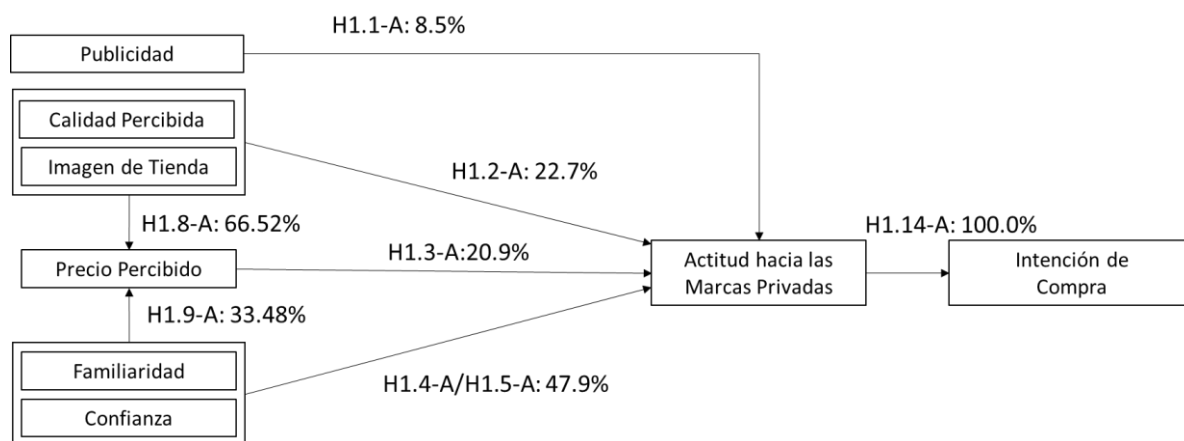 H1.1-A: 8.5%
Publicidad
Calidad Percibida
Imagen de Tienda
H1.2-A: 22.7%
H1.8-A: 66.52%
H1.14-A: 100.0%
Precio Percibido
H1.3-A:20.9%
Actitud hacia las
Marcas Privadas
Intención de
Compra
H1.9-A: 33.48%
Familiaridad
Confianza
H1.4-A/H1.5-A: 47.9%